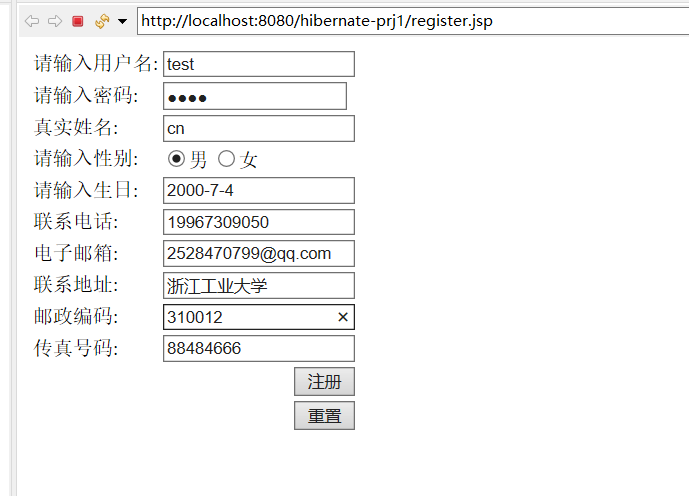 http://localhost:8080/hibernate-prj1/register.jsp
请输入用户名: test
请输入密码: ●●●●
真实姓名: cn
请输入性别: 男 女
请输入生日: 2000-7-4
联系电话: 19967309050
电子邮箱: 2528470799@qq.com
联系地址: 浙江工业大学
邮政编码: 310012
传真号码: 88484666
注册
重置